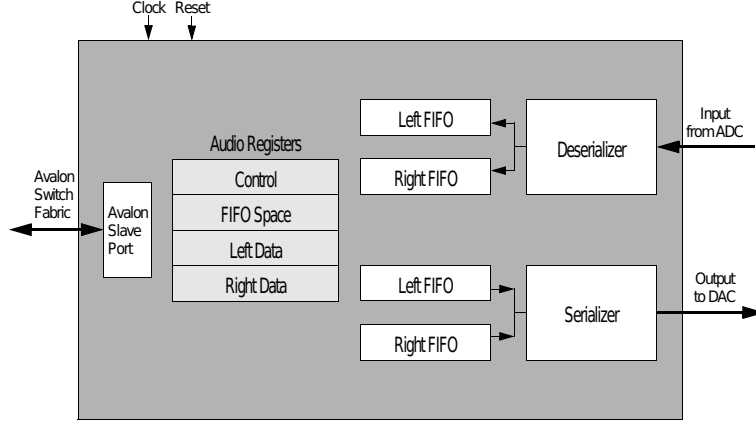 Clock Reset
Left FIFO
Right FIFO
Deserializer
Input
from ADC
Audio Registers
Control
FIFO Space
Left Data
Right Data
Avalon
Switch
Fabric
Avalon
Slave
Port
Left FIFO
Right FIFO
Serializer
Output
to DAC